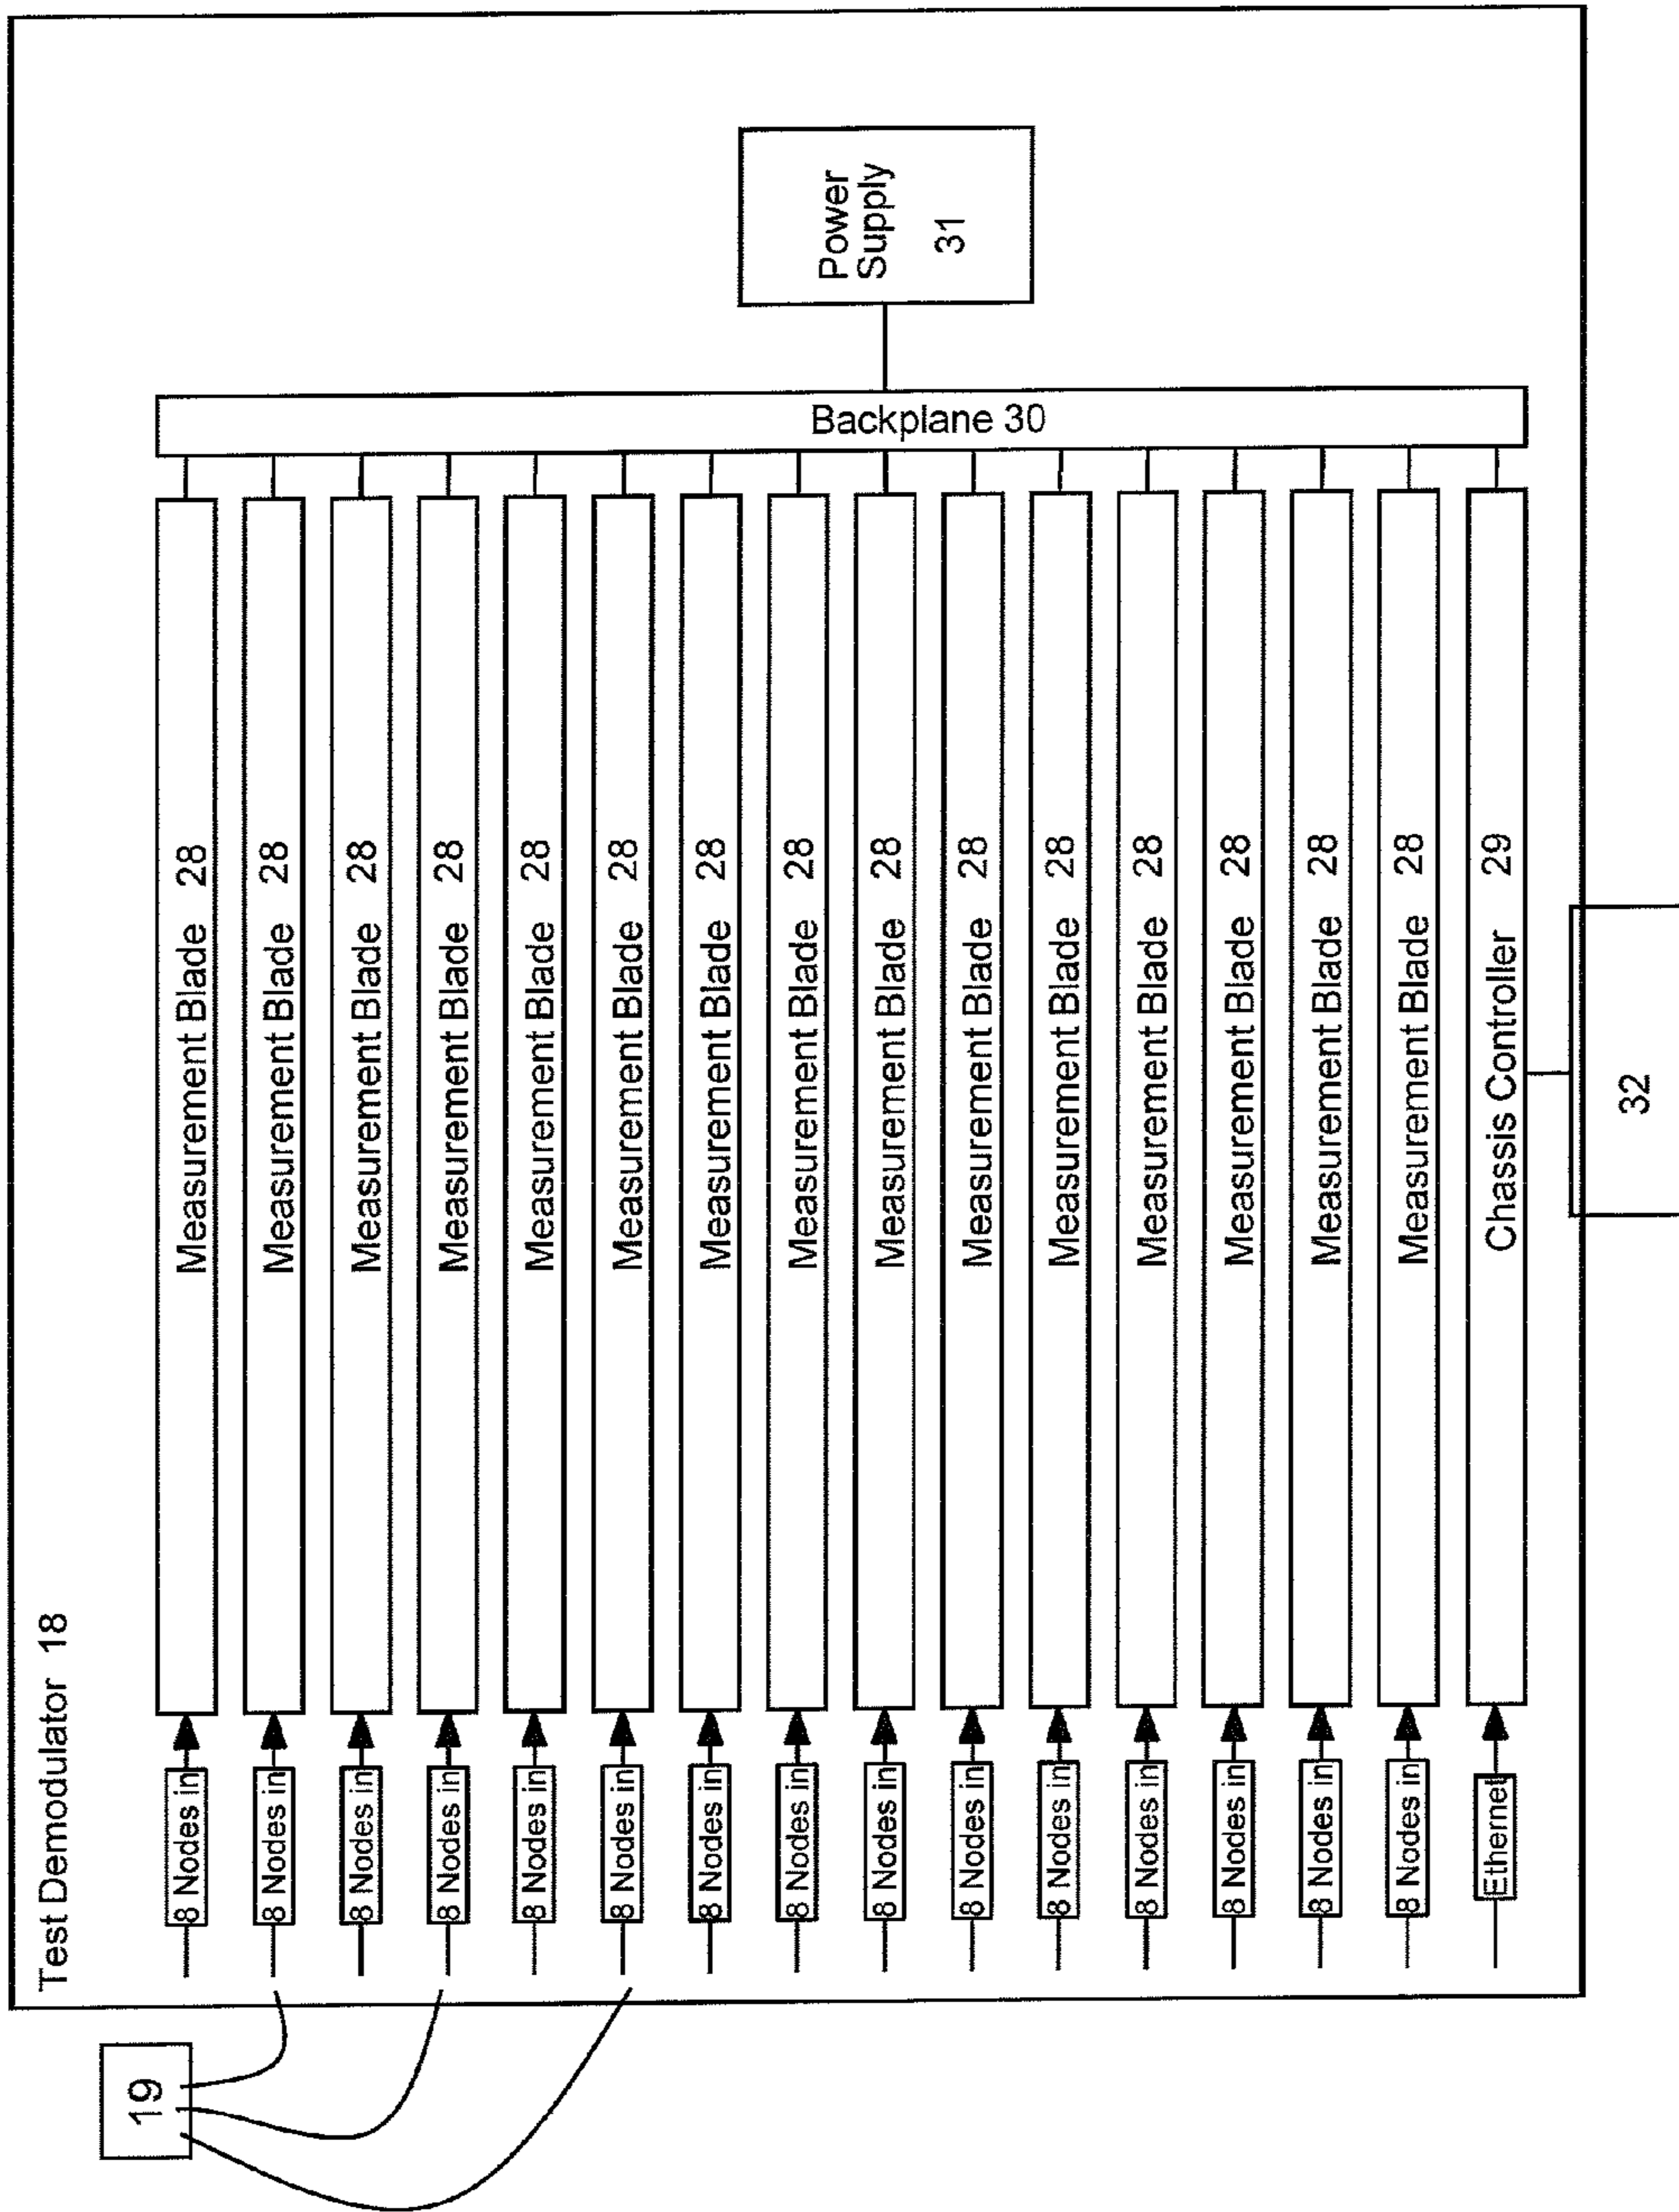 Test Demodulator 18
19
8 Nodes in
Measurement Blade 28
8 Nodes in
Measurement Blade 28
8 Nodes in
Measurement Blade 28
8 Nodes in
Measurement Blade 28
8 Nodes in
Measurement Blade 28
8 Nodes in
Measurement Blade 28
8 Nodes in
Measurement Blade 28
8 Nodes in
Measurement Blade 28
8 Nodes in
Measurement Blade 28
8 Nodes in
Measurement Blade 28
8 Nodes in
Measurement Blade 28
8 Nodes in
Measurement Blade 28
8 Nodes in
Measurement Blade 28
8 Nodes in
Measurement Blade 28
8 Nodes in
Measurement Blade 28
Ethernet
Chassis Controller 29
Backplane 30
Power
Supply
31
32